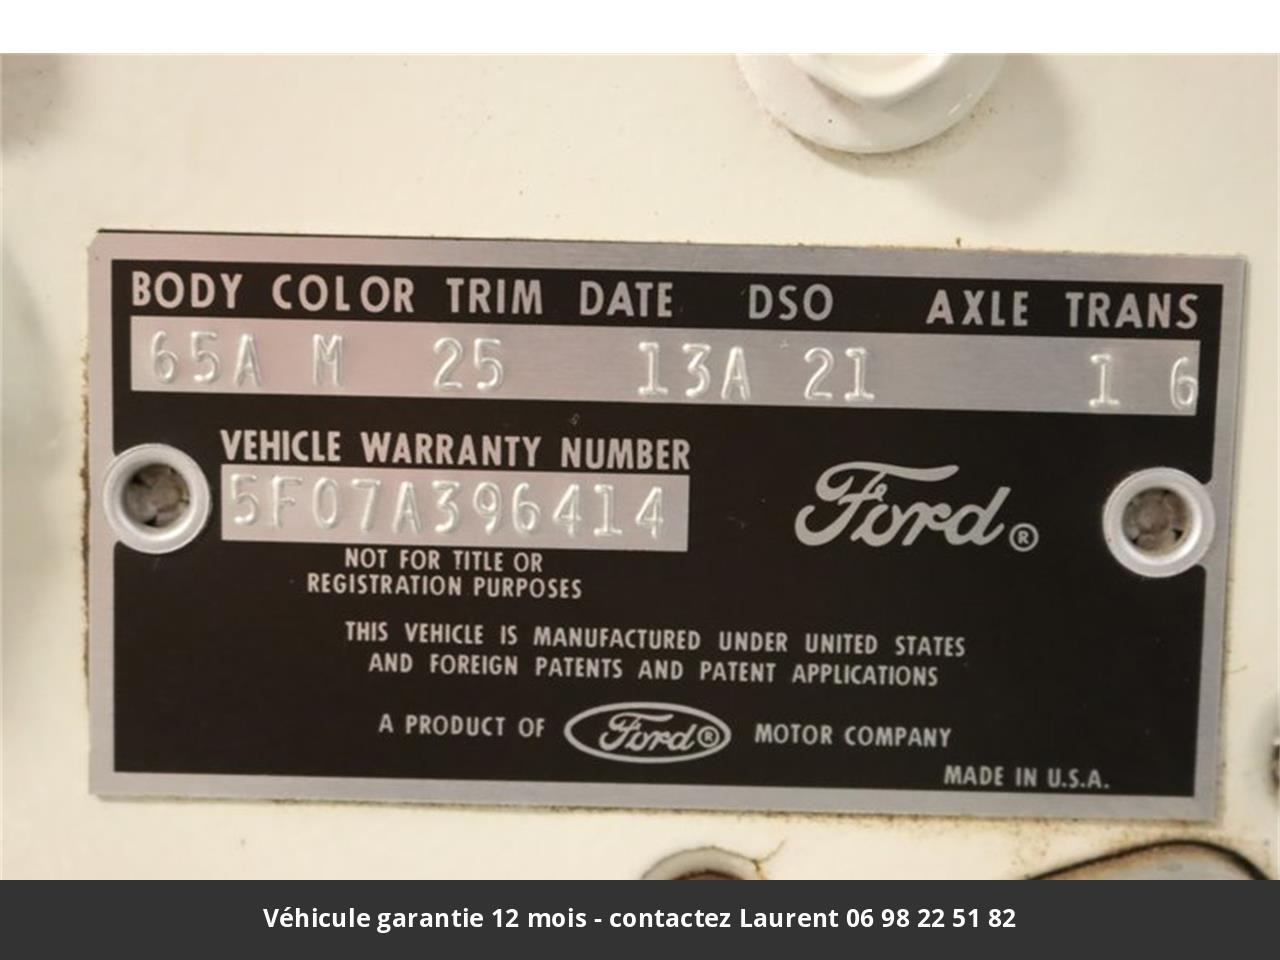 BODY COLOR TRIM DATE DSO AXLE TRANS
65A M 25 13A 21 1 6
VEHICLE WARRANTY NUMBER
5F07A396414
Ford®
NOT FOR TITLE OR
REGISTRATION PURPOSES
THIS VEHICLE IS MANUFACTURED UNDER UNITED STATES
AND FOREIGN PATENTS AND PATENT APPLICATIONS
A PRODUCT OF Ford® MOTOR COMPANY
MADE IN U.S.A.
Véhicule garantie 12 mois - contactez Laurent 06 98 22 51 82